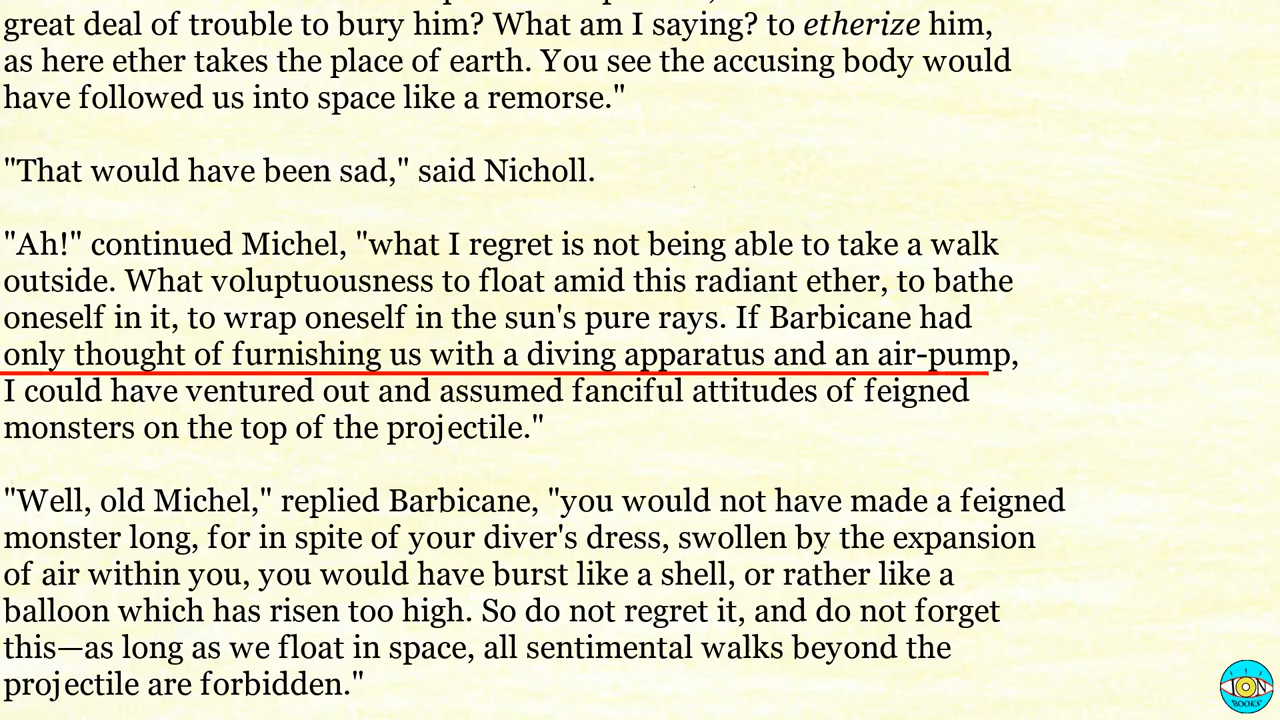 great deal of trouble to bury him? What am I saying? to etherize him,
as here ether takes the place of earth. You see the accusing body would
have followed us into space like a remorse."
"That would have been sad," said Nicholl.
"Ah!" continued Michel, "what I regret is not being able to take a walk
outside. What voluptuousness to float amid this radiant ether, to bathe
oneself in it, to wrap oneself in the sun's pure rays. If Barbicane had
only thought of furnishing us with a diving apparatus and an air-pump,
I could have ventured out and assumed fanciful attitudes of feigned
monsters on the top of the projectile."
"Well, old Michel," replied Barbicane, "you would not have made a feigned
monster long, for in spite of your diver's dress, swollen by the expansion
of air within you, you would have burst like a shell, or rather like a
balloon which has risen too high. So do not regret it, and do not forget
this—as long as we float in space, all sentimental walks beyond the
projectile are forbidden."
ION
BOOKS